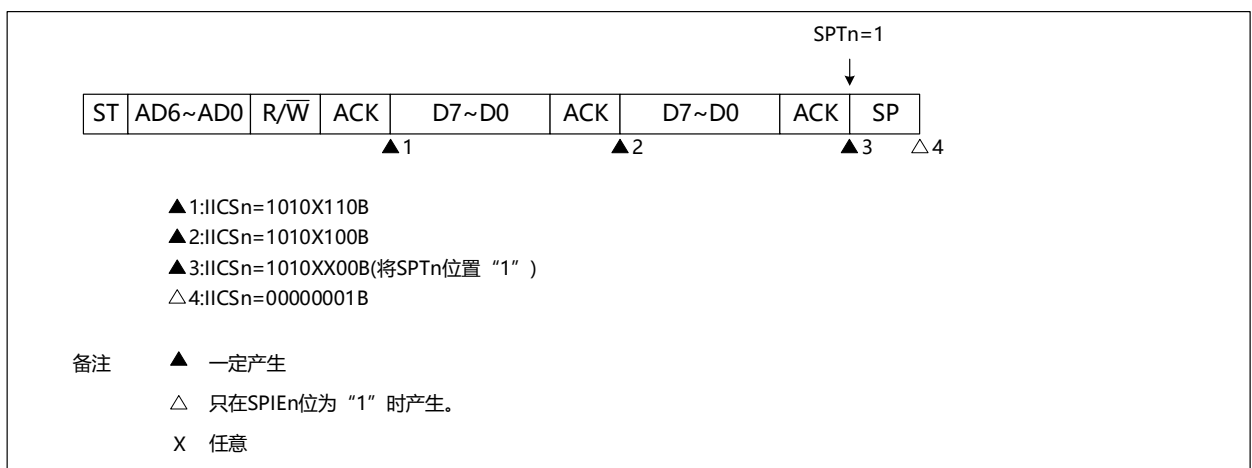 SPTn=1
ST AD6~AD0 R/W̅ ACK D7~D0 ACK D7~D0 ACK SP
▲1 ▲2 ▲3 △4
▲1:IICSn=1010X110B
▲2:IICSn=1010X100B
▲3:IICSn=1010XX00B(将SPTn位置“1”)
△4:IICSn=00000001B
备注 ▲ 一定产生
△ 只在SPIEn位为“1”时产生。
X 任意